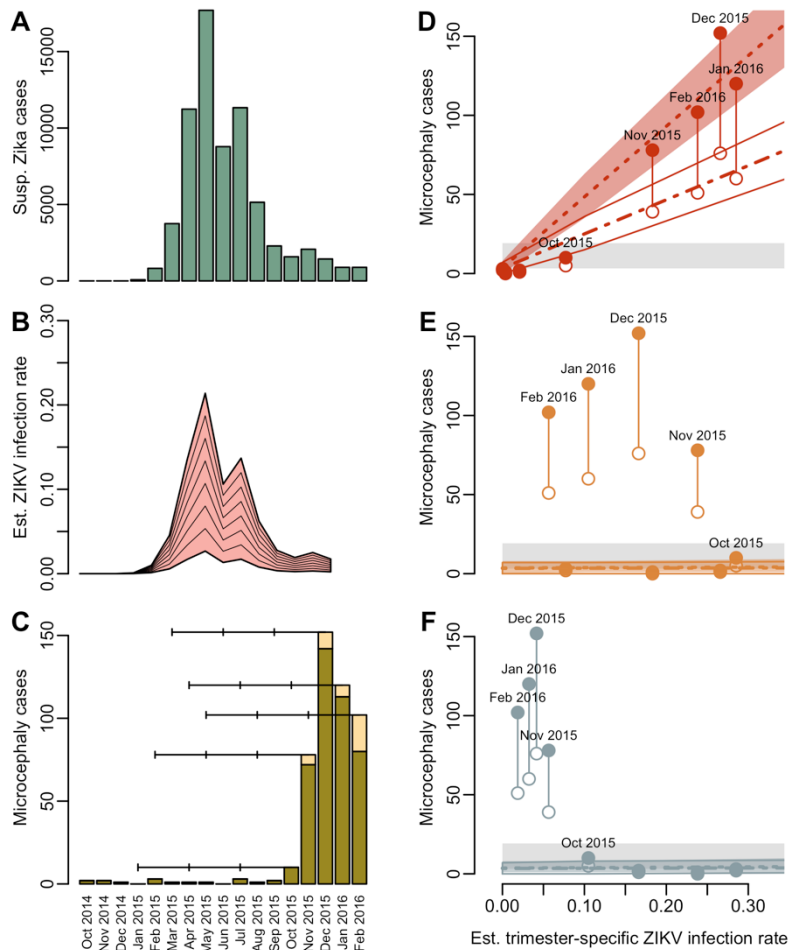 A
Susp. Zika cases
15000
10000
5000
0
B
Est. ZIKV infection rate
0.30
0.20
0.10
0.00
C
Microcephaly cases
150
100
50
0
Oct 2014
Nov 2014
Dec 2014
Jan 2015
Feb 2015
Mar 2015
Apr 2015
May 2015
Jun 2015
Jul 2015
Aug 2015
Sep 2015
Oct 2015
Nov 2015
Dec 2015
Jan 2016
Feb 2016
D
Microcephaly cases
150
100
50
0
Dec 2015
Jan 2016
Feb 2016
Nov 2015
Oct 2015
E
Microcephaly cases
150
100
50
0
Dec 2015
Jan 2016
Feb 2016
Nov 2015
Oct 2015
F
Microcephaly cases
150
100
50
0
Dec 2015
Jan 2016
Feb 2016
Nov 2015
Oct 2015
0.00
0.10
0.20
0.30
Est. trimester-specific ZIKV infection rate